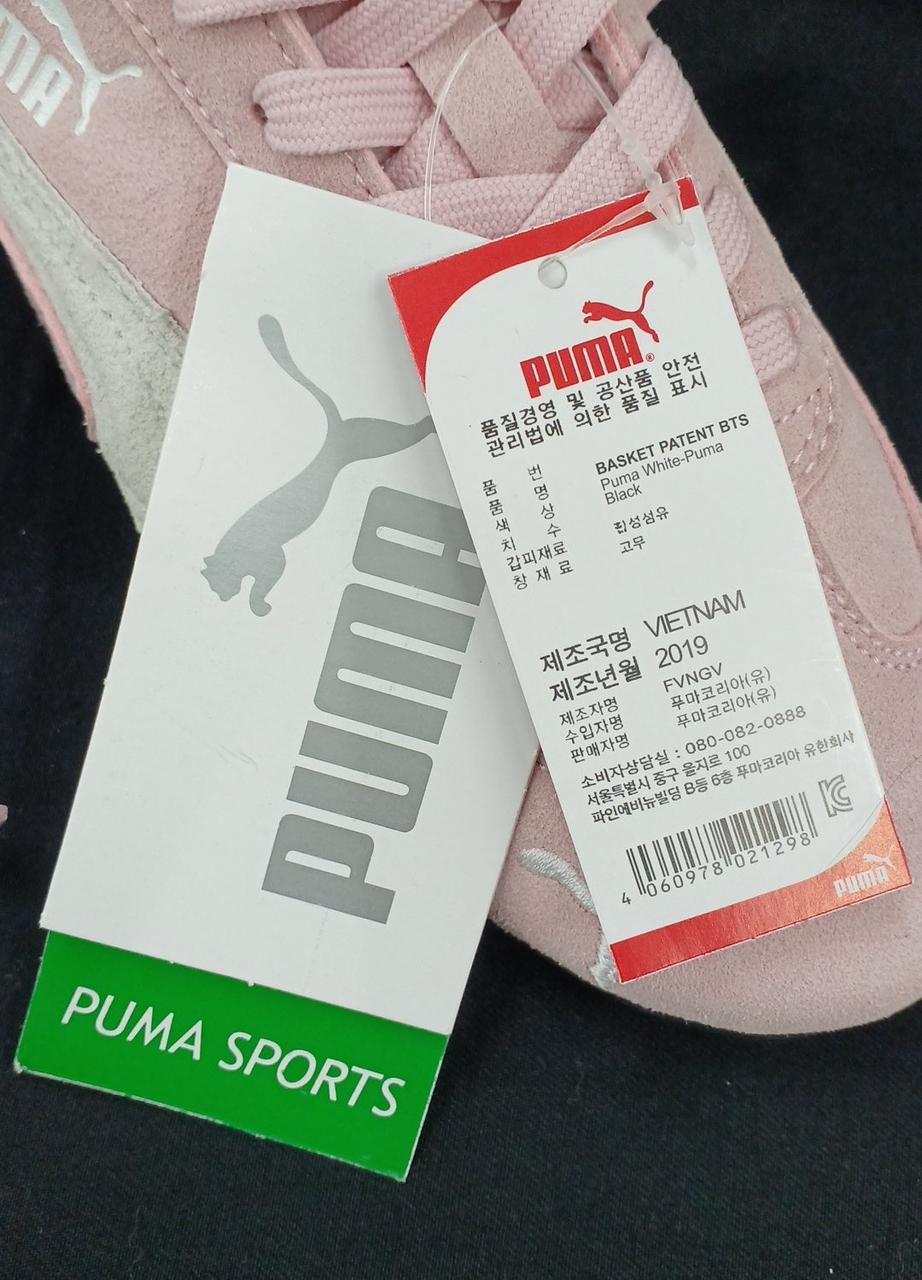 PUMA
PUMA SPORTS
PUMA®
품질경영 및 공산품 안전
관리법에 의한 품질 표시
품 번 BASKET PATENT BTS
품 명 Puma White-Puma
색 상 Black
치 수
갑피재료 합성섬유
창 재 료 고무
제조국명 VIETNAM
제조년월 2019
제조자명 FVNGV
수입자명 푸마코리아(유)
판매자명 푸마코리아(유)
소비자상담실 : 080-082-0888
서울특별시 중구 을지로 100
파인에비뉴빌딩 B등 6층 푸마코리아 유한회사
4 060978 021298
PUMA